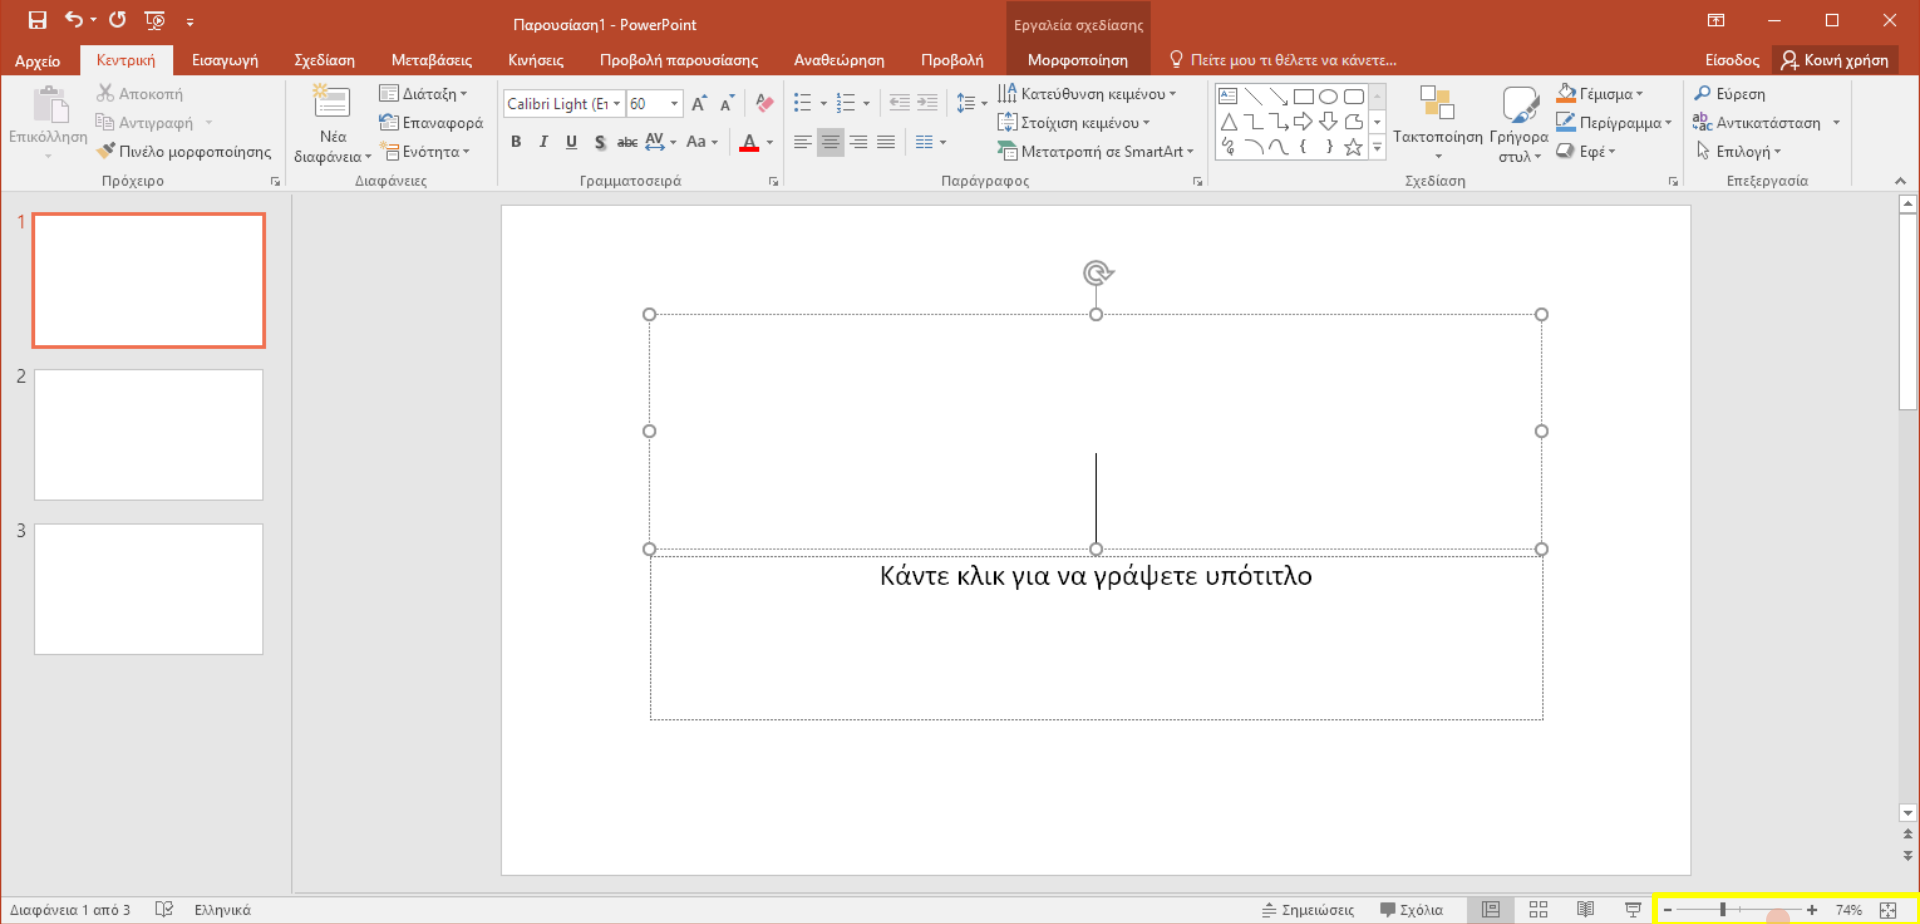 Παρουσίαση1 - PowerPoint
Εργαλεία σχεδίασης
Αρχείο Κεντρική Εισαγωγή Σχεδίαση Μεταβάσεις Κινήσεις Προβολή παρουσίασης Αναθεώρηση Προβολή Μορφοποίηση Πείτε μου τι θέλετε να κάνετε... Είσοδος Κοινή χρήση
Επικόλληση
Αποκοπή
Αντιγραφή
Πινέλο μορφοποίησης
Πρόχειρο
Νέα
διαφάνεια
Διάταξη
Επαναφορά
Ενότητα
Διαφάνειες
Calibri Light (Ει 60
B I U S abc AV Aa A
Γραμματοσειρά
Κατεύθυνση κειμένου
Στοίχιση κειμένου
Μετατροπή σε SmartArt
Παράγραφος
Τακτοποίηση
Γρήγορα
στυλ
Γέμισμα
Περίγραμμα
Εφέ
Σχεδίαση
Εύρεση
Αντικατάσταση
Επιλογή
Επεξεργασία
1
2
3
Κάντε κλικ για να γράψετε υπότιτλο
Διαφάνεια 1 από 3 Ελληνικά Σημειώσεις Σχόλια 74%